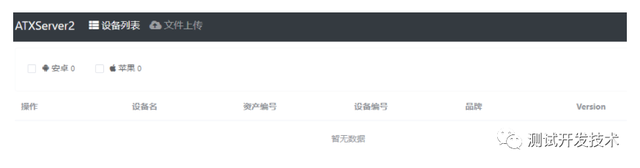 ATXServer2 设备列表 文件上传
安卓 0 苹果 0
操作 设备名 资产编号 设备编号 品牌 Version
暂无数据
测试开发技术